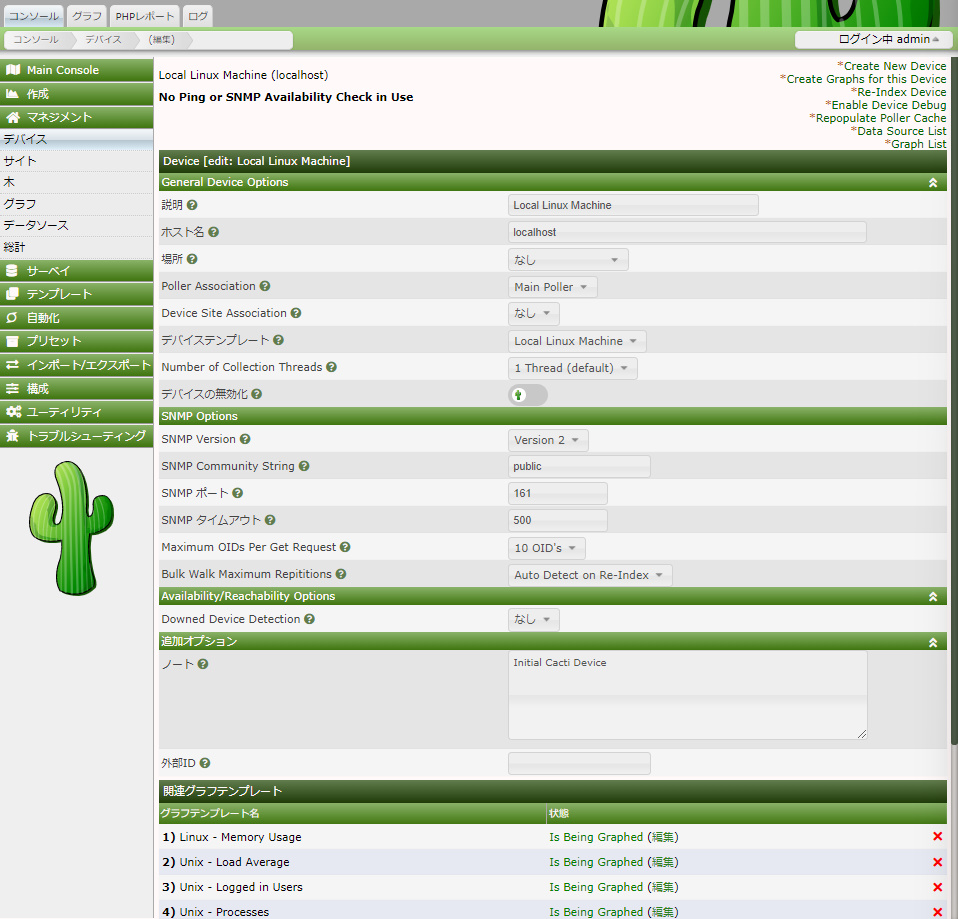 コンソール グラフ PHPレポート ログ
コンソール デバイス (編集) ログイン中 admin
Main Console
作成
マネジメント
デバイス
サイト
木
グラフ
データソース
総計
サーベイ
テンプレート
自動化
プリセット
インポート/エクスポート
構成
ユーティリティ
トラブルシューティング
Local Linux Machine (localhost)
No Ping or SNMP Availability Check in Use
*Create New Device
*Create Graphs for this Device
*Re-Index Device
*Enable Device Debug
*Repopulate Poller Cache
*Data Source List
*Graph List
Device [edit: Local Linux Machine]
General Device Options
説明 Local Linux Machine
ホスト名 localhost
場所 なし
Poller Association Main Poller
Device Site Association なし
デバイステンプレート Local Linux Machine
Number of Collection Threads 1 Thread (default)
デバイスの無効化
SNMP Options
SNMP Version Version 2
SNMP Community String public
SNMP ポート 161
SNMP タイムアウト 500
Maximum OIDs Per Get Request 10 OID's
Bulk Walk Maximum Repititions Auto Detect on Re-Index
Availability/Reachability Options
Downed Device Detection なし
追加オプション
ノート Initial Cacti Device
外部ID
関連グラフテンプレート
グラフテンプレート名 状態
1) Linux - Memory Usage Is Being Graphed (編集)
2) Unix - Load Average Is Being Graphed (編集)
3) Unix - Logged in Users Is Being Graphed (編集)
4) Unix - Processes Is Being Graphed (編集)